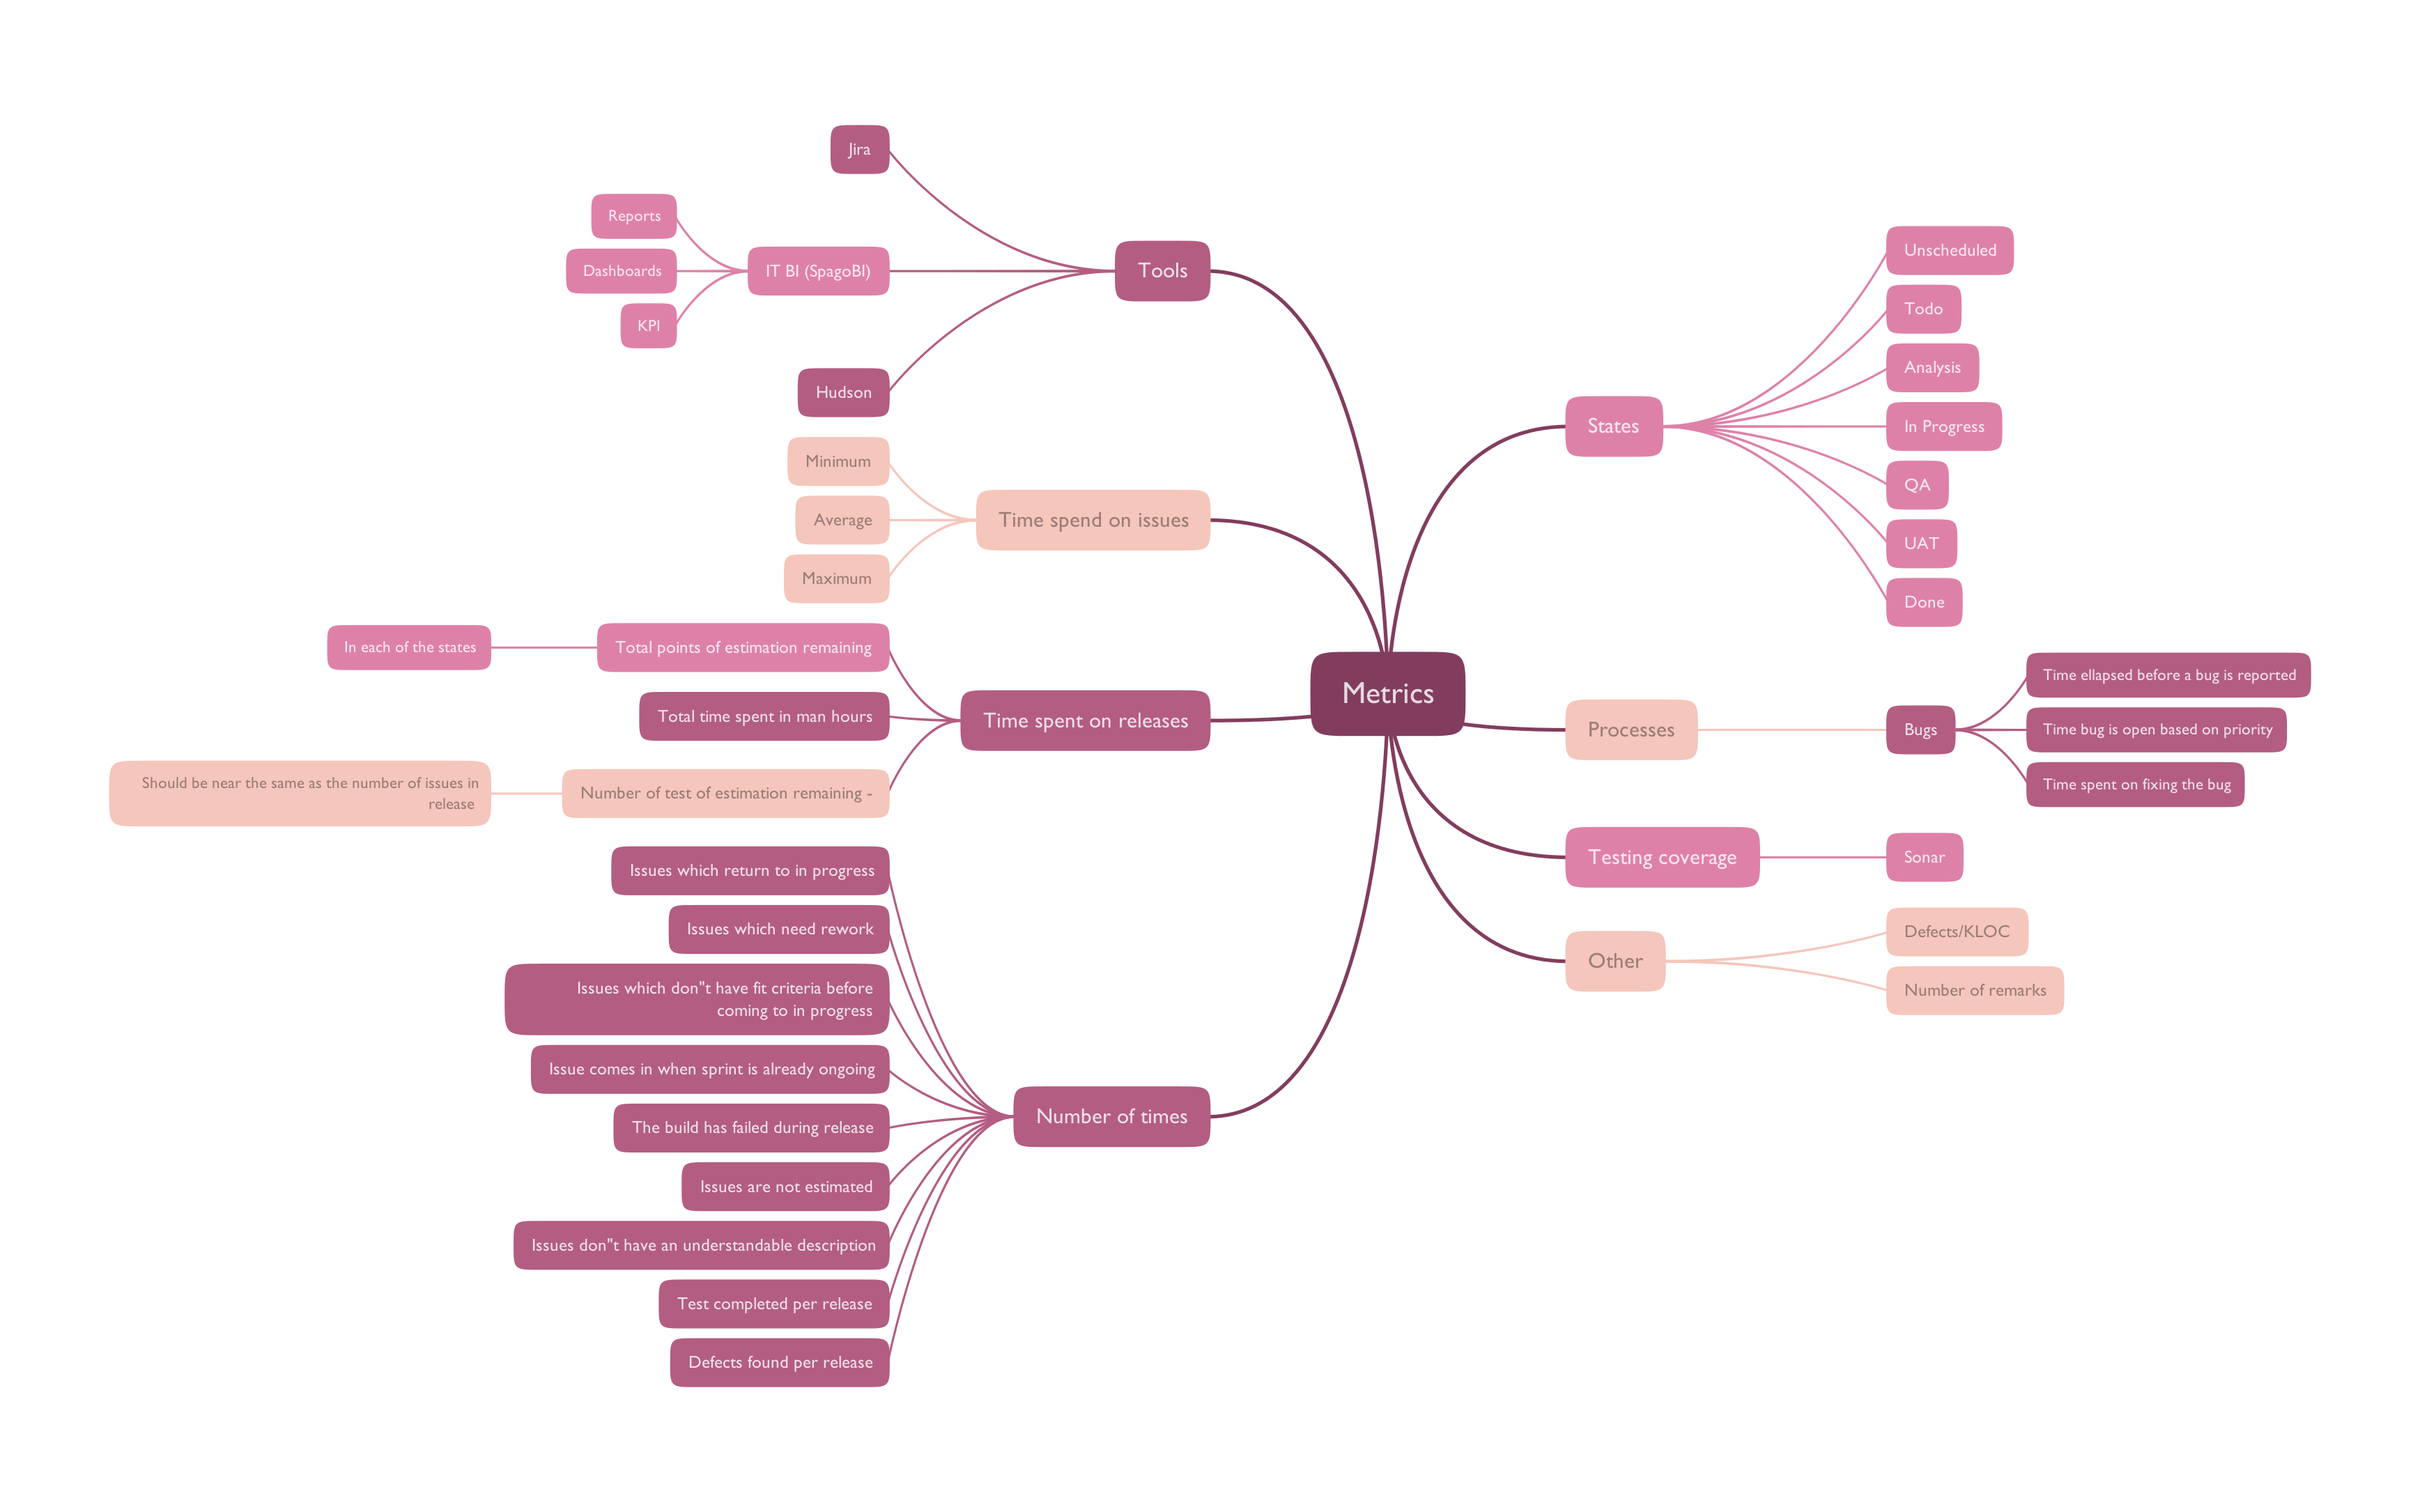 Metrics
Tools
Jira
IT BI (SpagoBI)
Reports
Dashboards
KPI
Hudson
Time spend on issues
Minimum
Average
Maximum
Time spent on releases
Total points of estimation remaining
In each of the states
Total time spent in man hours
Number of test of estimation remaining -
Should be near the same as the number of issues in
release
Number of times
Issues which return to in progress
Issues which need rework
Issues which don"t have fit criteria before
coming to in progress
Issue comes in when sprint is already ongoing
The build has failed during release
Issues are not estimated
Issues don"t have an understandable description
Test completed per release
Defects found per release
States
Unscheduled
Todo
Analysis
In Progress
QA
UAT
Done
Processes
Bugs
Time ellapsed before a bug is reported
Time bug is open based on priority
Time spent on fixing the bug
Testing coverage
Sonar
Other
Defects/KLOC
Number of remarks